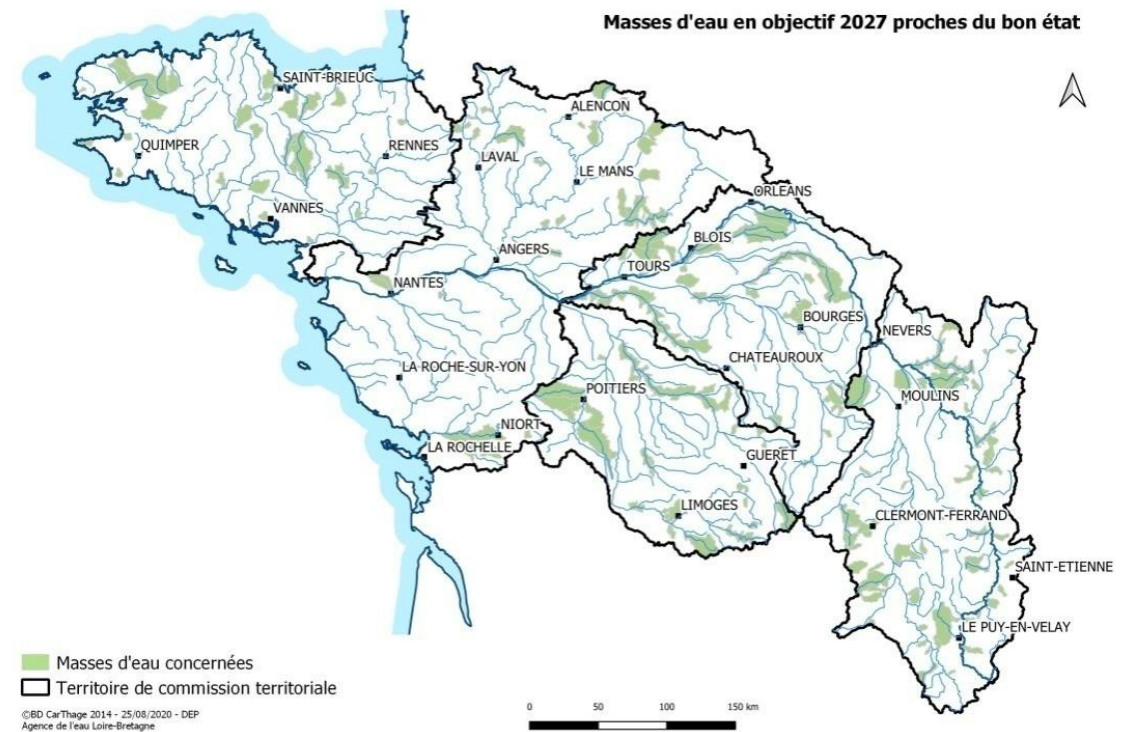 Masses d'eau en objectif 2027 proches du bon état
SAINT-BRIEUC
ALENCON
QUIMPER
RENNES
LAVAL
LE MANS
ORLEANS
VANNES
BLOIS
ANGERS
TOURS
NANTES
BOURGES
NEVERS
CHATEAUROUX
LA ROCHE-SUR-YON
POITIERS
MOULINS
NIORT
LA ROCHELLE
GUERET
LIMOGES
CLERMONT-FERRAND
SAINT-ETIENNE
LE PUY-EN-VELAY
Masses d'eau concernées
Territoire de commission territoriale
0 50 100 150 km
©BD CarThage 2014 - 25/08/2020 - DEP
Agence de l'eau Loire-Bretagne